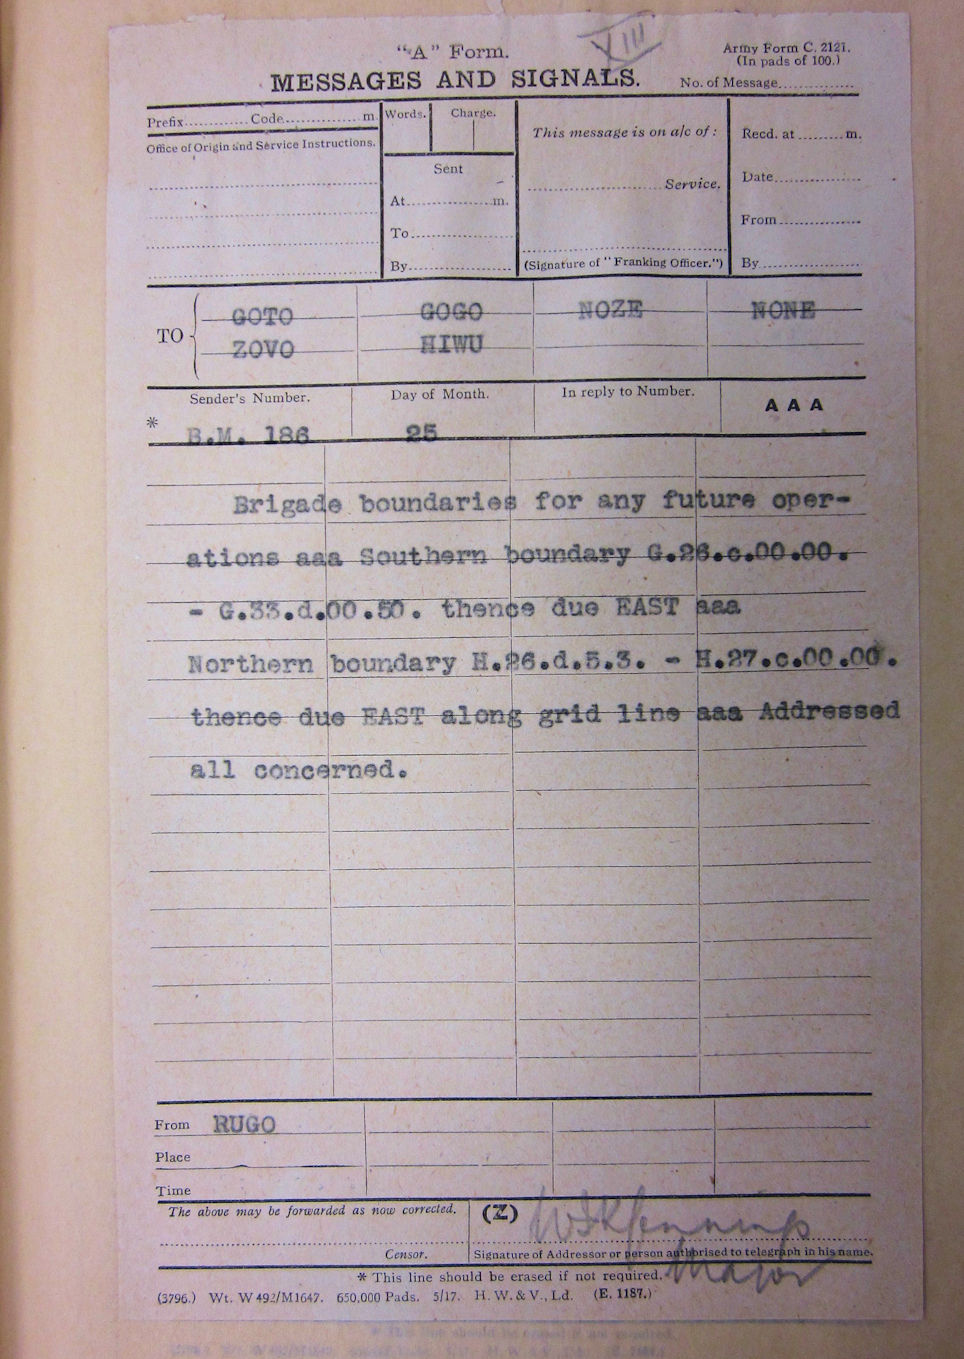 XIII
"A" Form.
Army Form C. 2121.
(In pads of 100.)
MESSAGES AND SIGNALS.
No. of Message..............
Prefix............Code..................m.
Words.
Charge.
This message is on a/c of:
Recd. at..........m.
Office of Origin and Service Instructions.
Sent
Date...................
............................Service.
At..................m.
From..................
To......................
By......................
(Signature of "Franking Officer.")
By......................
TO
GOTO GOGO NOZE NONE
ZOVO HIWU
Sender's Number. Day of Month. In reply to Number. A A A
* B.M. 186 25
Brigade boundaries for any future oper-
ations aaa Southern boundary G.26.c.00.00.
- G.33.d.00.50. thence due EAST aaa
Northern boundary H.26.d.5.3. - H.27.c.00.00.
thence due EAST along grid line aaa Addressed
all concerned.
From RUGO
Place
Time
The above may be forwarded as now corrected.
(Z)
Jennings
Censor.
Signature of Addressor or person authorised to telegraph in his name.
Major
* This line should be erased if not required.
(3796.) Wt. W492/M1647. 650,000 Pads. 5/17. H. W. & V., Ld. (E. 1187.)